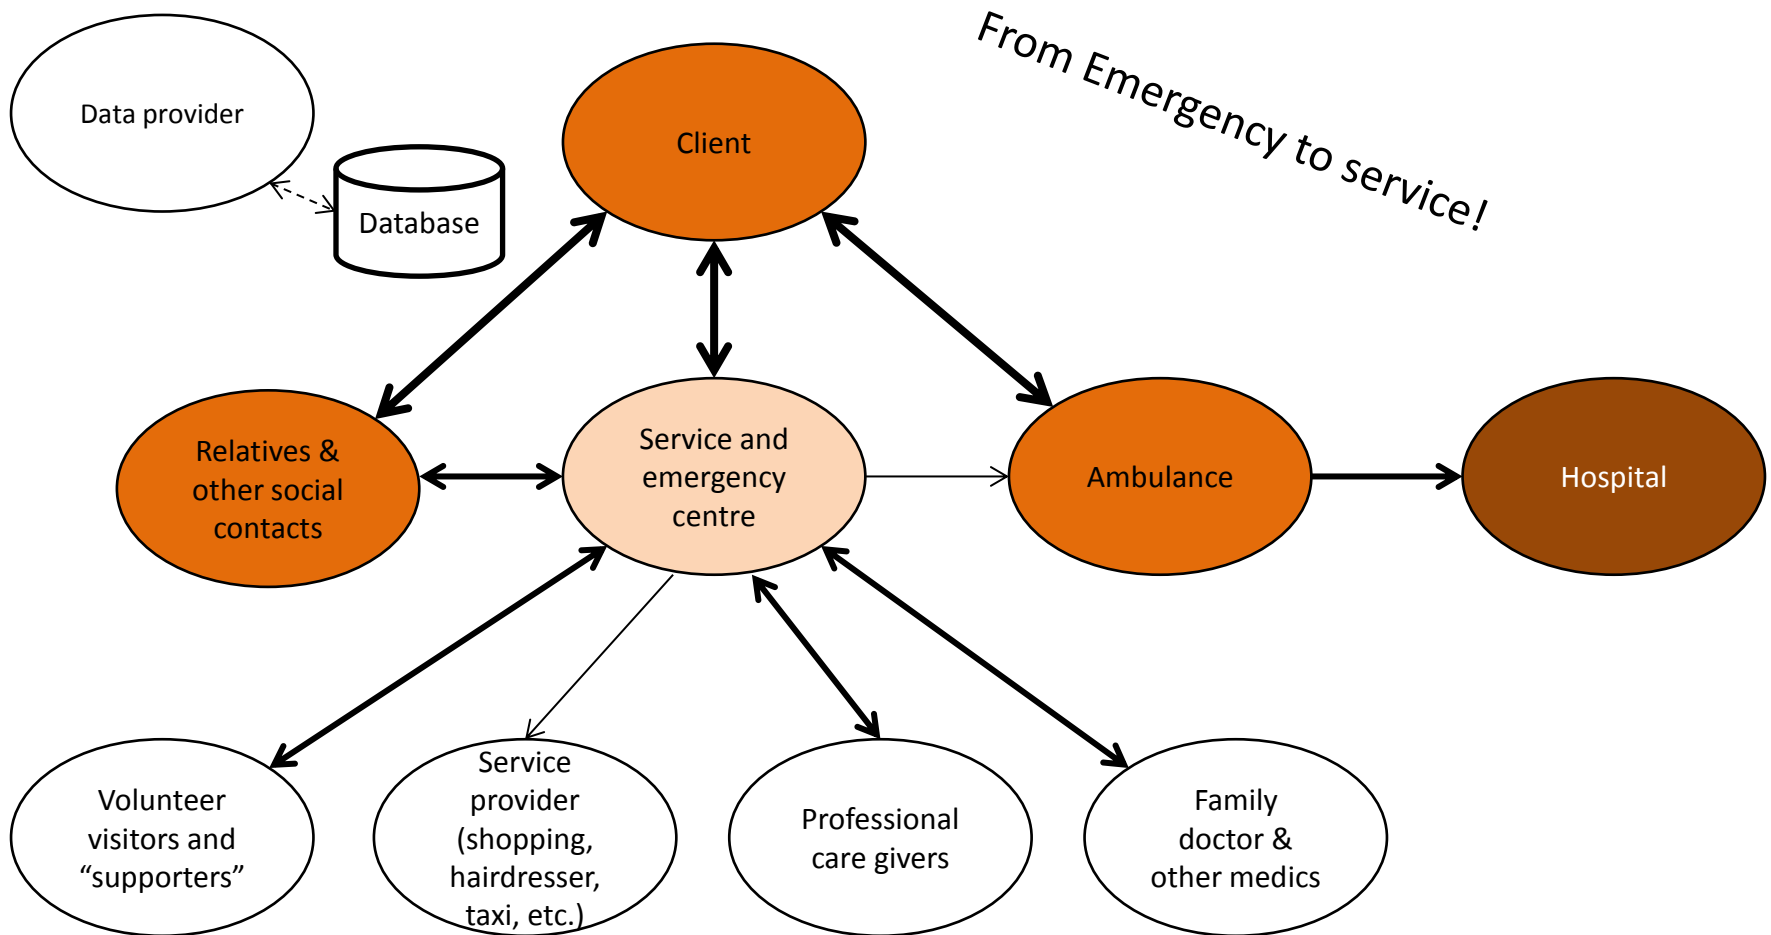 From Emergency to service!
Data provider
Client
Database
Relatives &
other social
contacts
Service and
emergency
centre
Ambulance
Hospital
Volunteer
visitors and
“supporters”
Service
provider
(shopping,
hairdresser,
taxi, etc.)
Professional
care givers
Family
doctor &
other medics